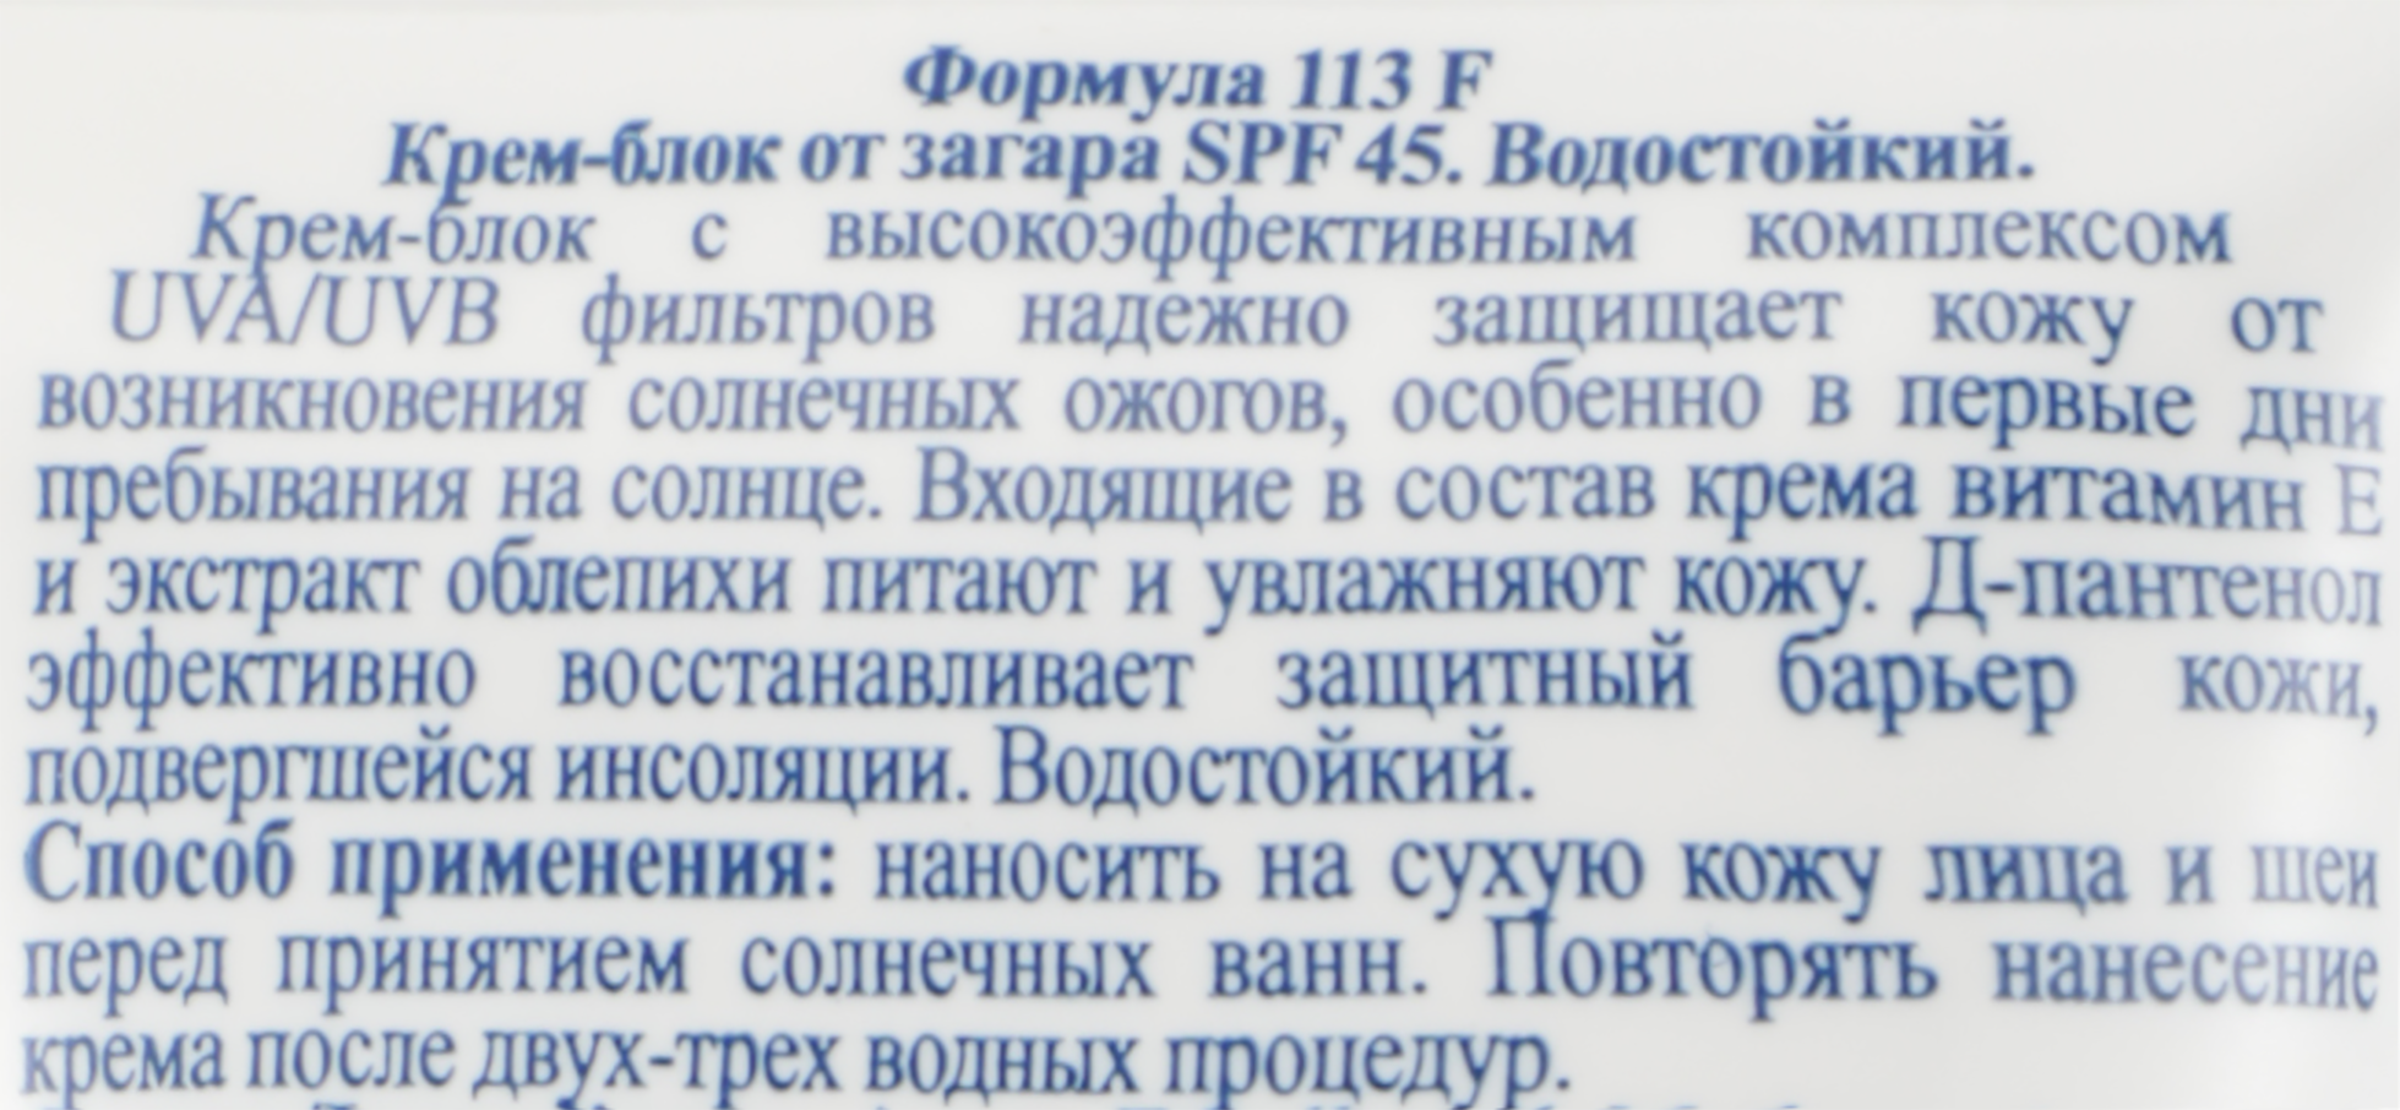 Формула 113 F
Крем-блок от загара SPF 45. Водостойкий.
Крем-блок с высокоэффективным комплексом
UVA/UVB фильтров надежно защищает кожу от
возникновения солнечных ожогов, особенно в первые дни
пребывания на солнце. Входящие в состав крема витамин Е
и экстракт облепихи питают и увлажняют кожу. Д-пантенол
эффективно восстанавливает защитный барьер кожи,
подвергшейся инсоляции. Водостойкий.
Способ применения: наносить на сухую кожу лица и шеи
перед принятием солнечных ванн. Повторять нанесение
крема после двух-трех водных процедур.